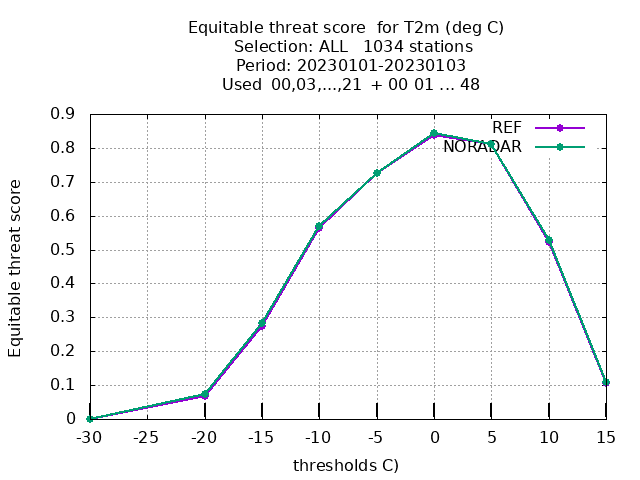 Equitable threat score  for T2m (deg C)
Selection: ALL   1034 stations
Period: 20230101-20230103
Used  00,03,...,21  + 00 01 ... 48
REF
NORADAR
Equitable threat score
0.9
0.8
0.7
0.6
0.5
0.4
0.3
0.2
0.1
0
-30 -25 -20 -15 -10 -5 0 5 10 15
thresholds C)